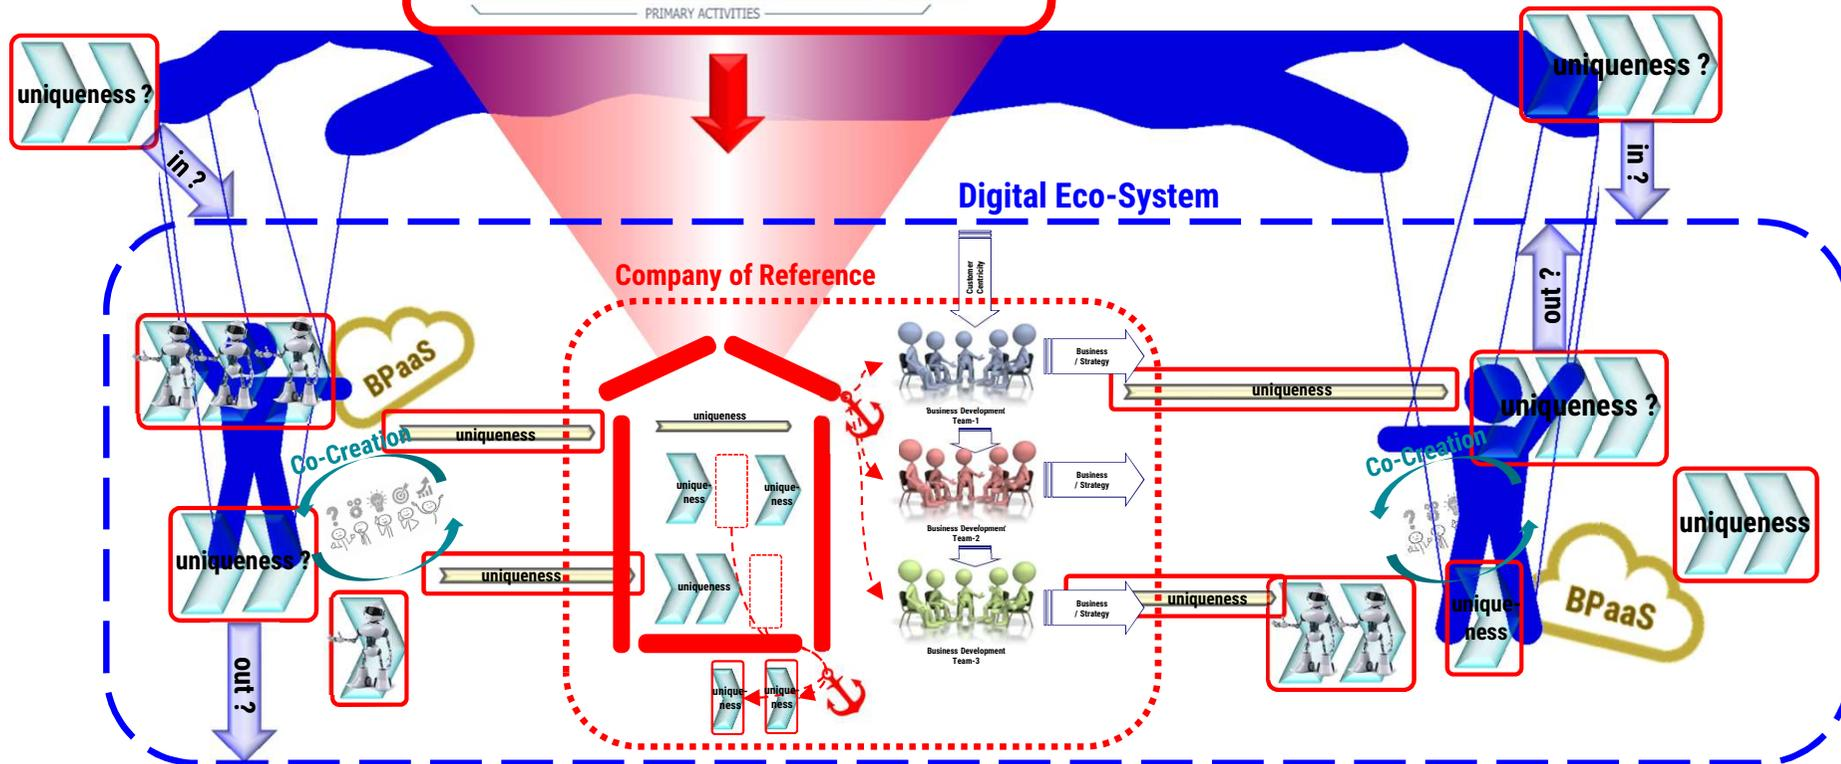 PRIMARY ACTIVITIES
uniqueness ?
uniqueness ?
in ?
in ?
Digital Eco-System
Company of Reference
Customer
Centricity
out ?
BPaaS
Business
/ Strategy
uniqueness
uniqueness ?
Business Development
Team-1
uniqueness
uniqueness
Co-Creation
Co-Creation
Business
/ Strategy
unique-
ness
unique-
ness
uniqueness
Business Development
Team-2
uniqueness ?
uniqueness
uniqueness
Business
/ Strategy
uniqueness
unique-
ness
BPaaS
Business Development
Team-3
out ?
unique-
ness
unique-
ness